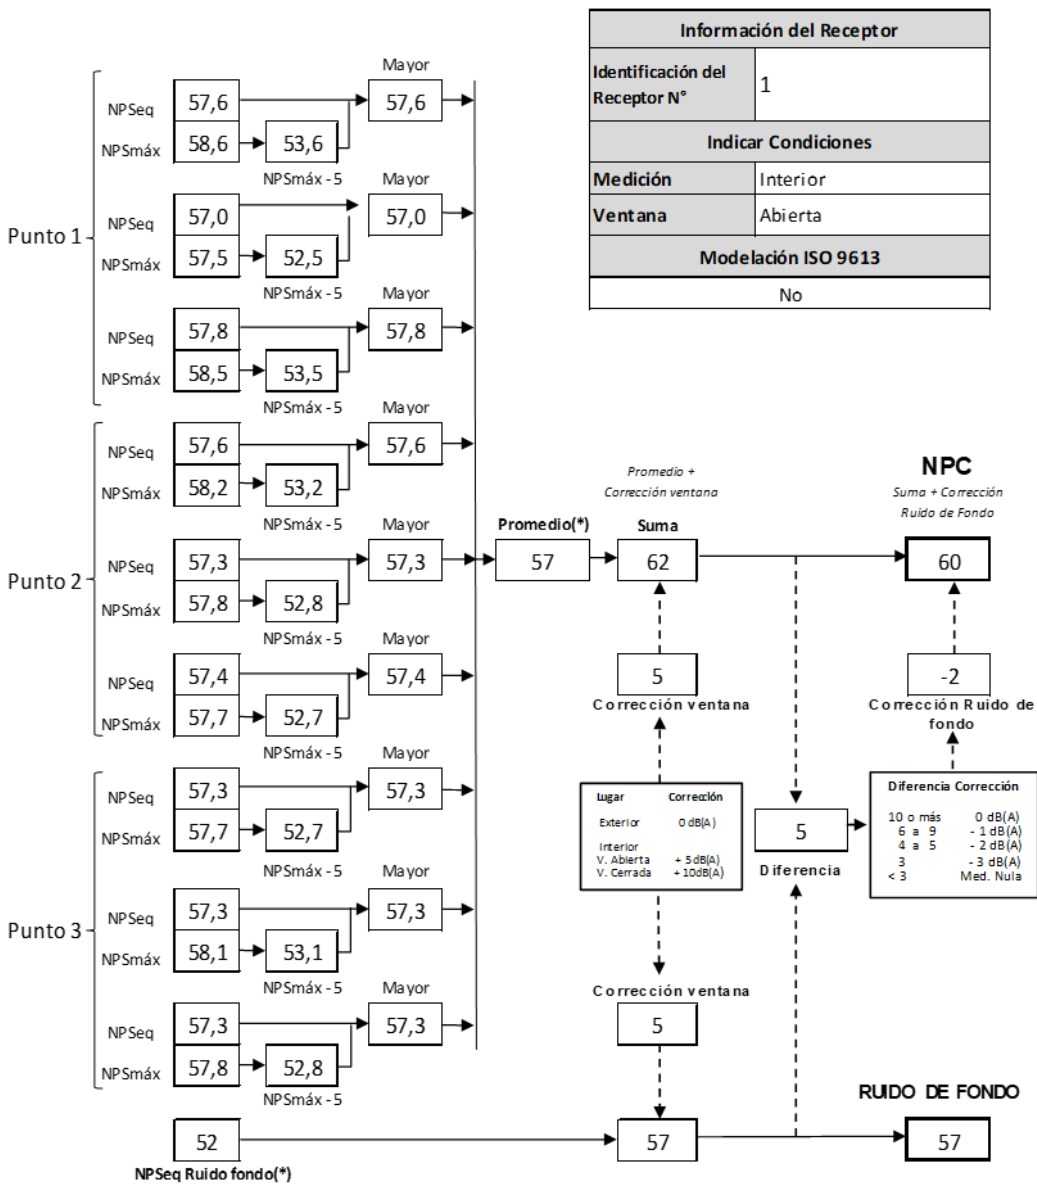 Información del Receptor
Identificación del Receptor N° 1
Indicar Condiciones
Medición Interior
Ventana Abierta
Modelación ISO 9613
No
Punto 1
Mayor
NPSeq 57,6 57,6
NPSmáx 58,6 53,6
NPSmáx - 5
Mayor
NPSeq 57,0 57,0
NPSmáx 57,5 52,5
NPSmáx - 5
Mayor
NPSeq 57,8 57,8
NPSmáx 58,5 53,5
NPSmáx - 5
Punto 2
Mayor
NPSeq 57,6 57,6
NPSmáx 58,2 53,2
NPSmáx - 5
Mayor
NPSeq 57,3 57,3
NPSmáx 57,8 52,8
NPSmáx - 5
Mayor
NPSeq 57,4 57,4
NPSmáx 57,7 52,7
NPSmáx - 5
Punto 3
Mayor
NPSeq 57,3 57,3
NPSmáx 57,7 52,7
NPSmáx - 5
Mayor
NPSeq 57,3 57,3
NPSmáx 58,1 53,1
NPSmáx - 5
Mayor
NPSeq 57,3 57,3
NPSmáx 57,8 52,8
NPSmáx - 5
52
NPSeq Ruido fondo(*)
Promedio(*)
57
Promedio +
Corrección ventana
Suma
62
5
Corrección ventana
Lugar Corrección
Exterior 0 dB(A)
Interior
V. Abierta + 5dB(A)
V. Cerrada + 10dB(A)
Corrección ventana
5
57
5
Diferencia
NPC
Suma + Corrección
Ruido de Fondo
60
-2
Corrección Ruido de
fondo
Diferencia Corrección
10 o más 0 dB(A)
6 a 9 - 1 dB(A)
4 a 5 - 2 dB(A)
3 - 3 dB(A)
< 3 Med. Nula
RUIDO DE FONDO
57